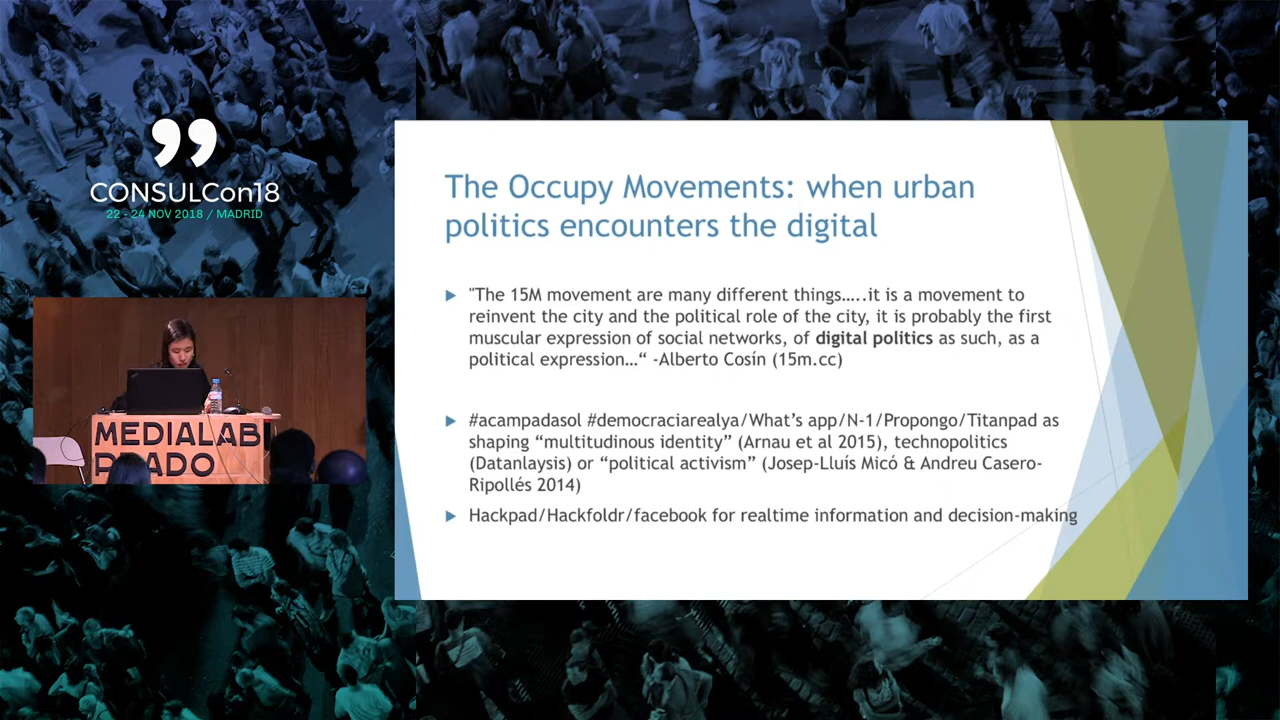 CONSULCon18
22 - 24 NOV 2018 / MADRID
MEDIALAB
PRADO
The Occupy Movements: when urban
politics encounters the digital
"The 15M movement are many different things…..it is a movement to
reinvent the city and the political role of the city, it is probably the first
muscular expression of social networks, of digital politics as such, as a
political expression…“ -Alberto Cosín (15m.cc)
#acampadasol #democraciarealya/What’s app/N-1/Propongo/Titanpad as
shaping “multitudinous identity” (Arnau et al 2015), technopolitics
(Datanlaysis) or “political activism” (Josep-Lluís Micó & Andreu Casero-
Ripollés 2014)
Hackpad/Hackfoldr/facebook for realtime information and decision-making